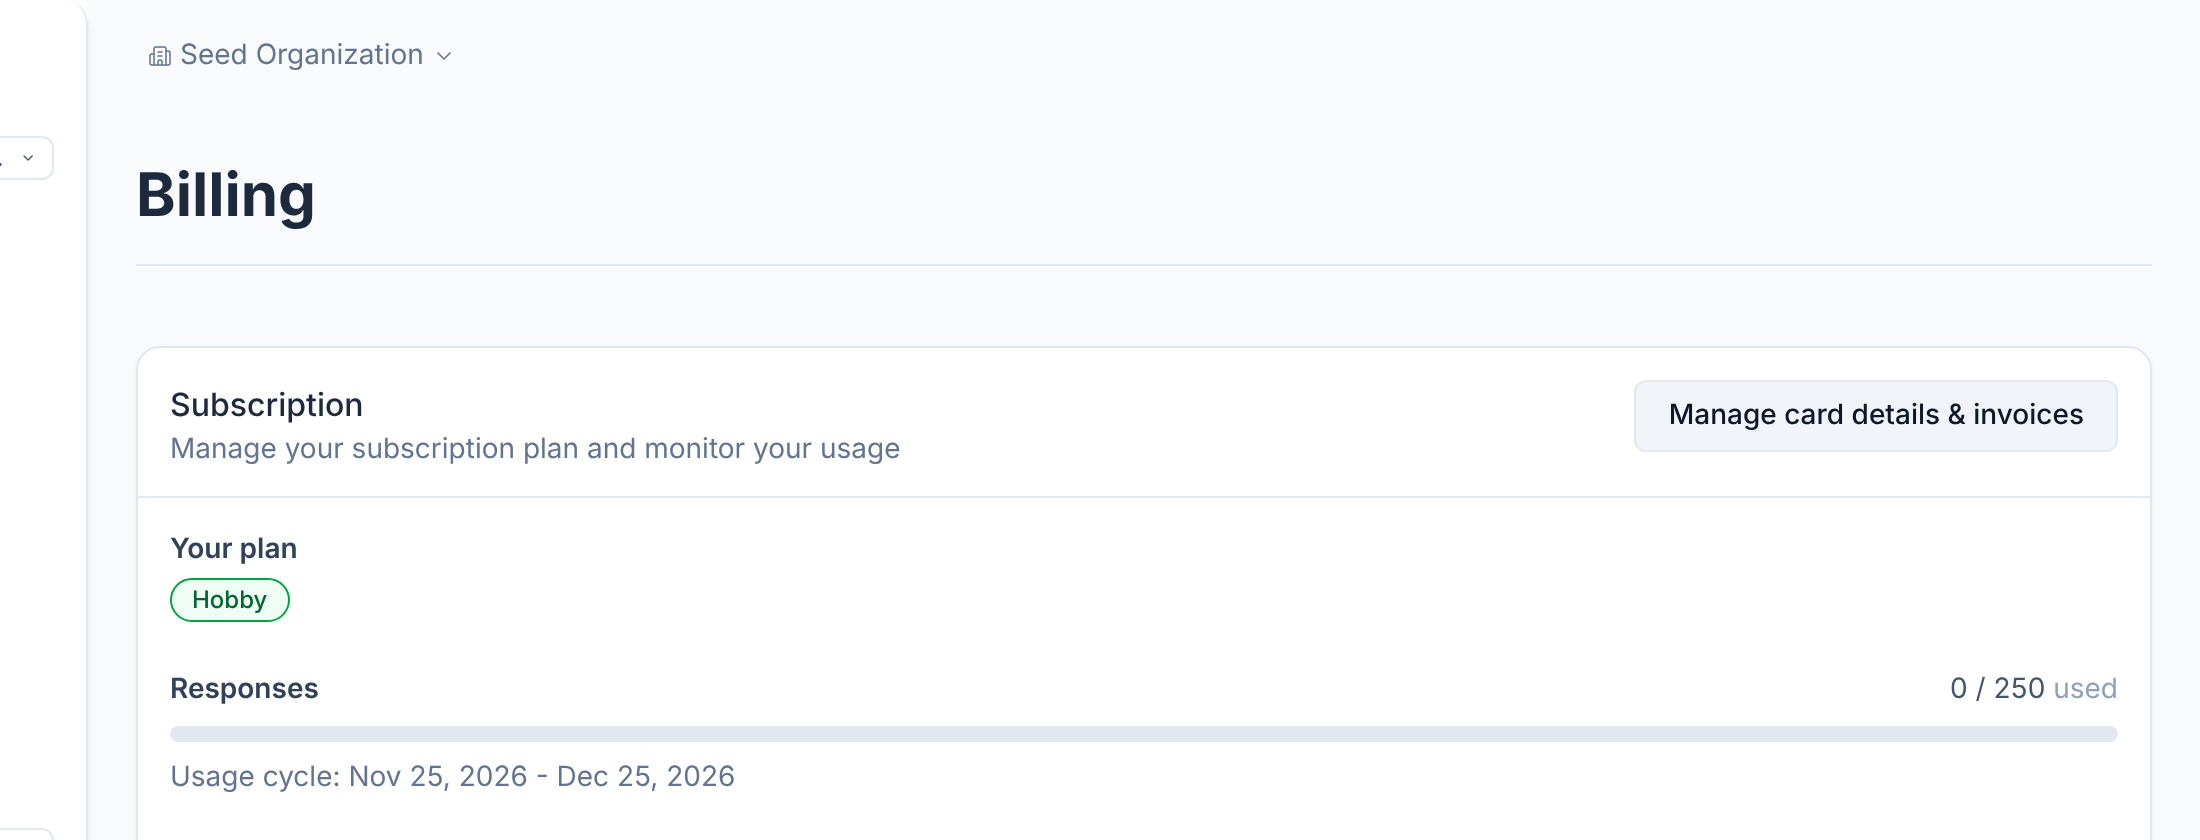 Seed Organization
Billing
Subscription
Manage your subscription plan and monitor your usage
Manage card details & invoices
Your plan
Hobby
Responses
0 / 250 used
Usage cycle: Nov 25, 2026 - Dec 25, 2026